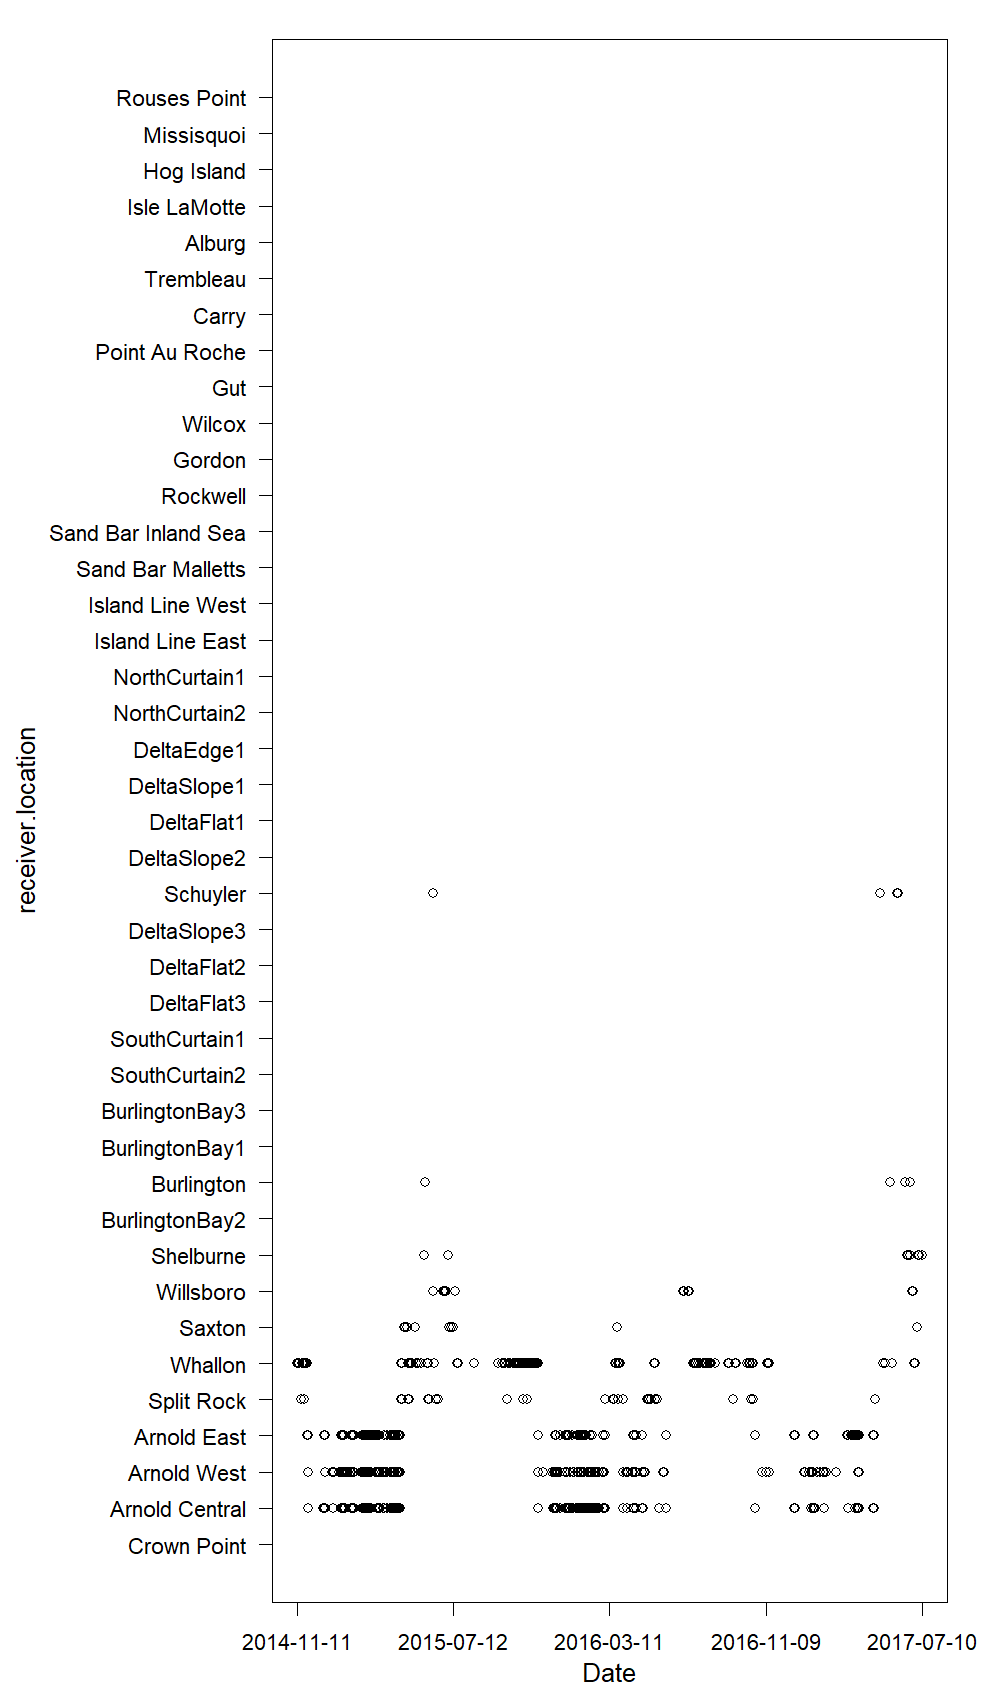 Rouses Point
Missisquoi
Hog Island
Isle LaMotte
Alburg
Trembleau
Carry
Point Au Roche
Gut
Wilcox
Gordon
Rockwell
Sand Bar Inland Sea
Sand Bar Malletts
Island Line West
Island Line East
NorthCurtain1
NorthCurtain2
DeltaEdge1
DeltaSlope1
DeltaFlat1
DeltaSlope2
Schuyler
DeltaSlope3
DeltaFlat2
DeltaFlat3
SouthCurtain1
SouthCurtain2
BurlingtonBay3
BurlingtonBay1
Burlington
BurlingtonBay2
Shelburne
Willsboro
Saxton
Whallon
Split Rock
Arnold East
Arnold West
Arnold Central
Crown Point
receiver.location
2014-11-11 2015-07-12 2016-03-11 2016-11-09 2017-07-10
Date